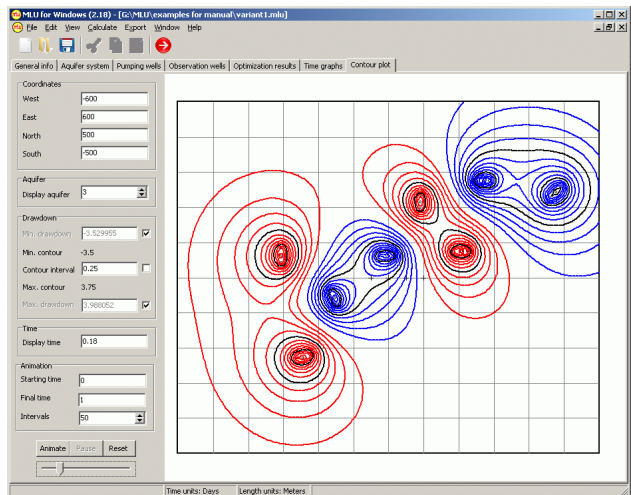 MLU for Windows (2.18) - [G:\MLU\examples for manual\variant1.mlu]
File Edit View Calculate Export Window Help
General info Aquifer system Pumping wells Observation wells Optimization results Time graphs Contour plot
Coordinates
West -600
East 600
North 500
South -500
Aquifer
Display aquifer 3
Drawdown
Min. drawdown -3.529955
Min. contour -3.5
Contour interval 0.25
Max. contour 3.75
Max. drawdown 3.988052
Time
Display time 0.18
Animation
Starting time 0
Final time 1
Intervals 50
Animate Pause Reset
Time units: Days Length units: Meters